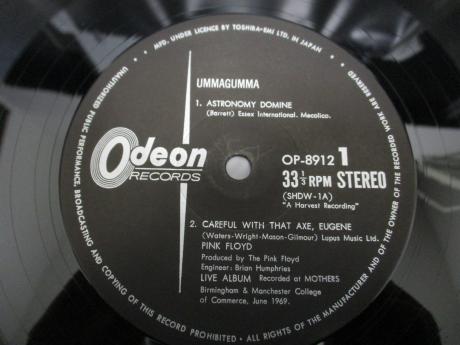 MFD. UNDER LICENCE BY TOSHIBA-EMI LTD. IN JAPAN
UMMAGUMMA
1. ASTRONOMY DOMINE
(Barrett) Essex International. Mecolico.
Odeon
RECORDS
OP-8912 1
33 1/3 RPM STEREO
(SHDW-1A)
"A Harvest Recording"
2. CAREFUL WITH THAT AXE, EUGENE
(Waters-Wright-Mason-Gilmour) Lupus Music Ltd.
PINK FLOYD
Produced by The Pink Floyd
Engineer: Brian Humphries
LIVE ALBUM Recorded at MOTHERS
Birmingham & Manchester College
of Commerce, June 1969.
UNAUTHORIZED PUBLIC PERFORMANCE, BROADCASTING AND COPYING OF THIS RECORD PROHIBITED • ALL RIGHTS OF THE MANUFACTURER AND OF THE OWNER OF THE RECORDED WORK ARE RESERVED